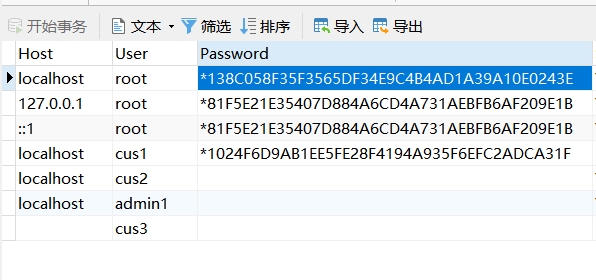 开始事务 文本 筛选 排序 导入 导出
Host User Password
localhost root *138C058F35F3565DF34E9C4B4AD1A39A10E0243E
127.0.0.1 root *81F5E21E35407D884A6CD4A731AEBFB6AF209E1B
::1 root *81F5E21E35407D884A6CD4A731AEBFB6AF209E1B
localhost cus1 *1024F6D9AB1EE5FE28F4194A935F6EFC2ADCA31F
localhost cus2
localhost admin1
cus3